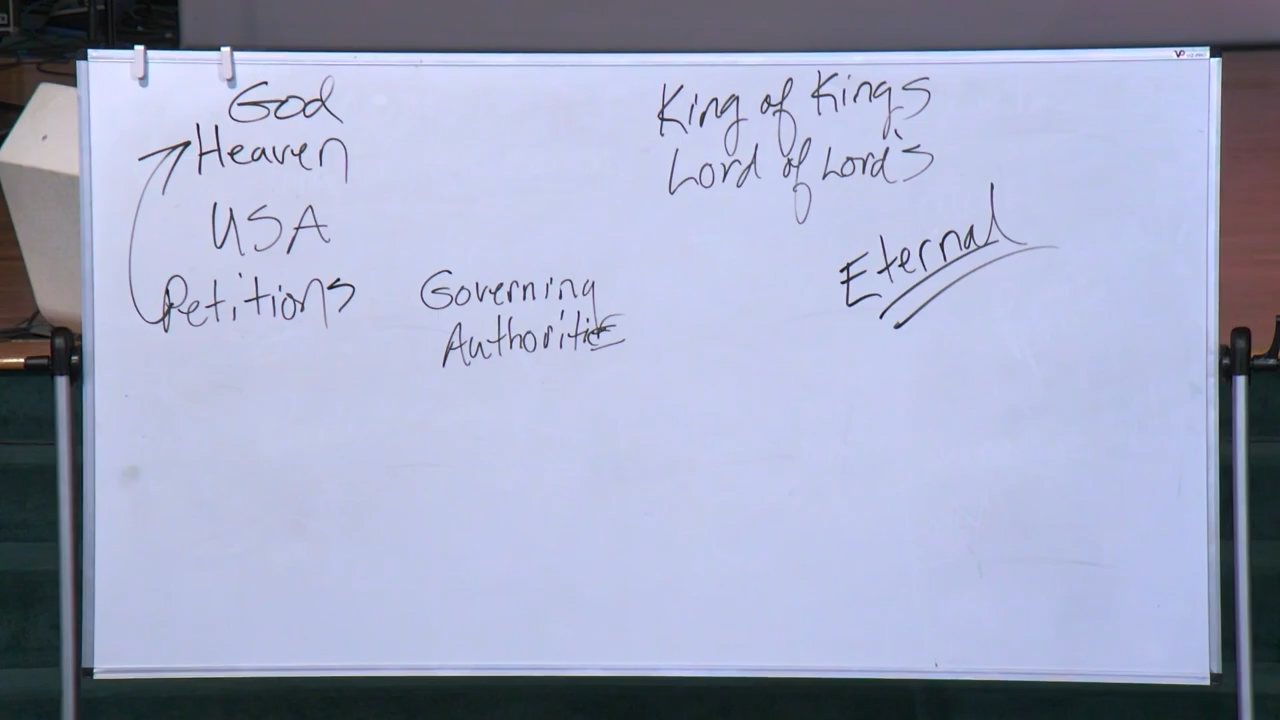 God
Heaven
USA
Petitions
Governing
Authorities
King of Kings
Lord of Lord's
Eternal